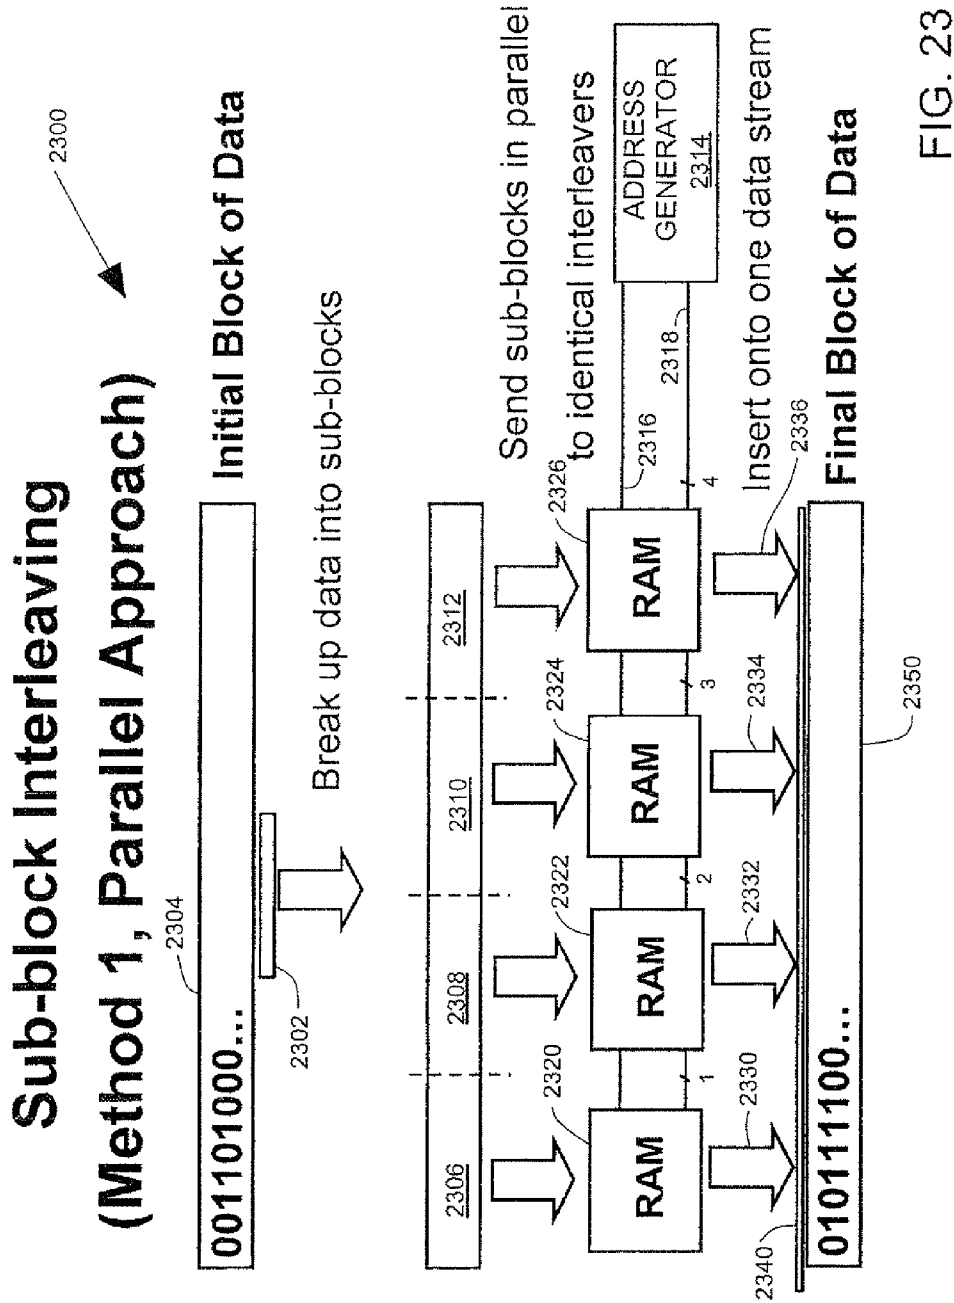 Sub-block Interleaving
(Method 1, Parallel Approach)
2300
2304
001101000...
Initial Block of Data
2302
Break up data into sub-blocks
2306
2308
2310
2312
Send sub-blocks in parallel
to identical interleavers
2320
2322
2324
2326
RAM
RAM
RAM
RAM
1
2
3
4
2316
2318
ADDRESS
GENERATOR
2314
2330
2332
2334
2336
Insert onto one data stream
2340
010111100...
Final Block of Data
2350
FIG. 23